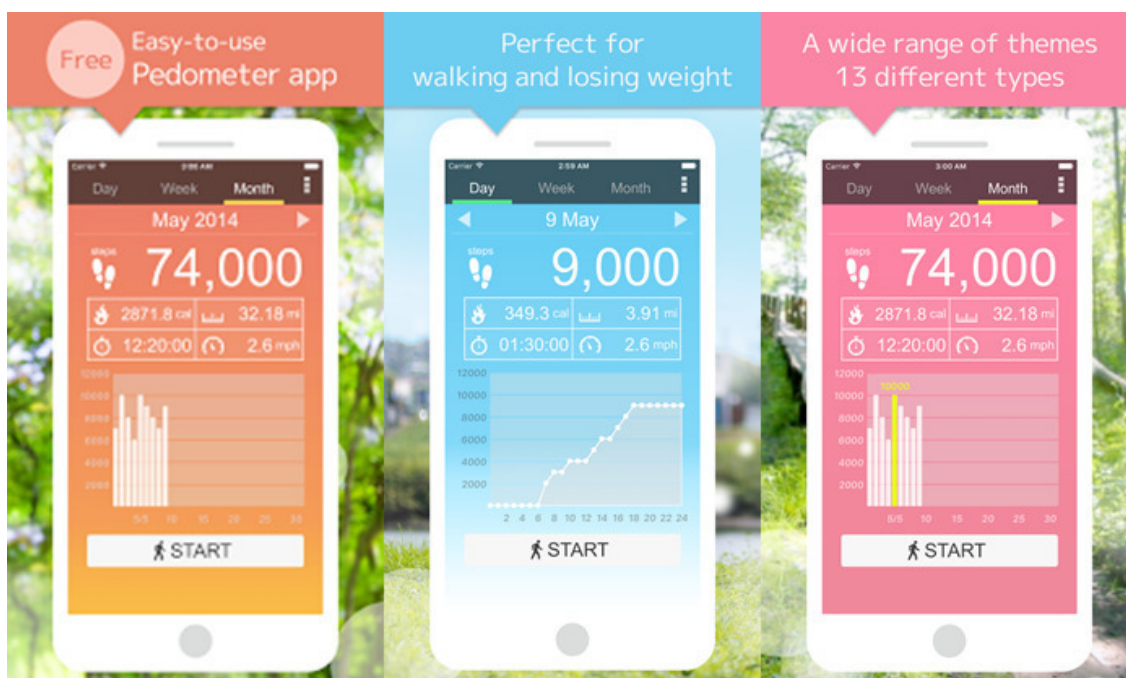 Free
Easy-to-use
Pedometer app
Carrier 9:56 AM
Day Week Month
May 2014
steps
74,000
2871.8 cal 32.18 mi
12:20:00 2.6 mph
12000
10000
8000
6000
4000
2000
5/5 10 15 20 25 30
START
Perfect for
walking and losing weight
Carrier 2:59 AM
Day Week Month
9 May
steps
9,000
349.3 cal 3.91 mi
01:30:00 2.6 mph
12000
10000
8000
6000
4000
2000
2 4 6 8 10 12 14 16 18 20 22 24
START
A wide range of themes
13 different types
Carrier 3:00 AM
Day Week Month
May 2014
steps
74,000
2871.8 cal 32.18 mi
12:20:00 2.6 mph
12000
10000
10000
8000
6000
4000
2000
5/5 10 15 20 25 30
START